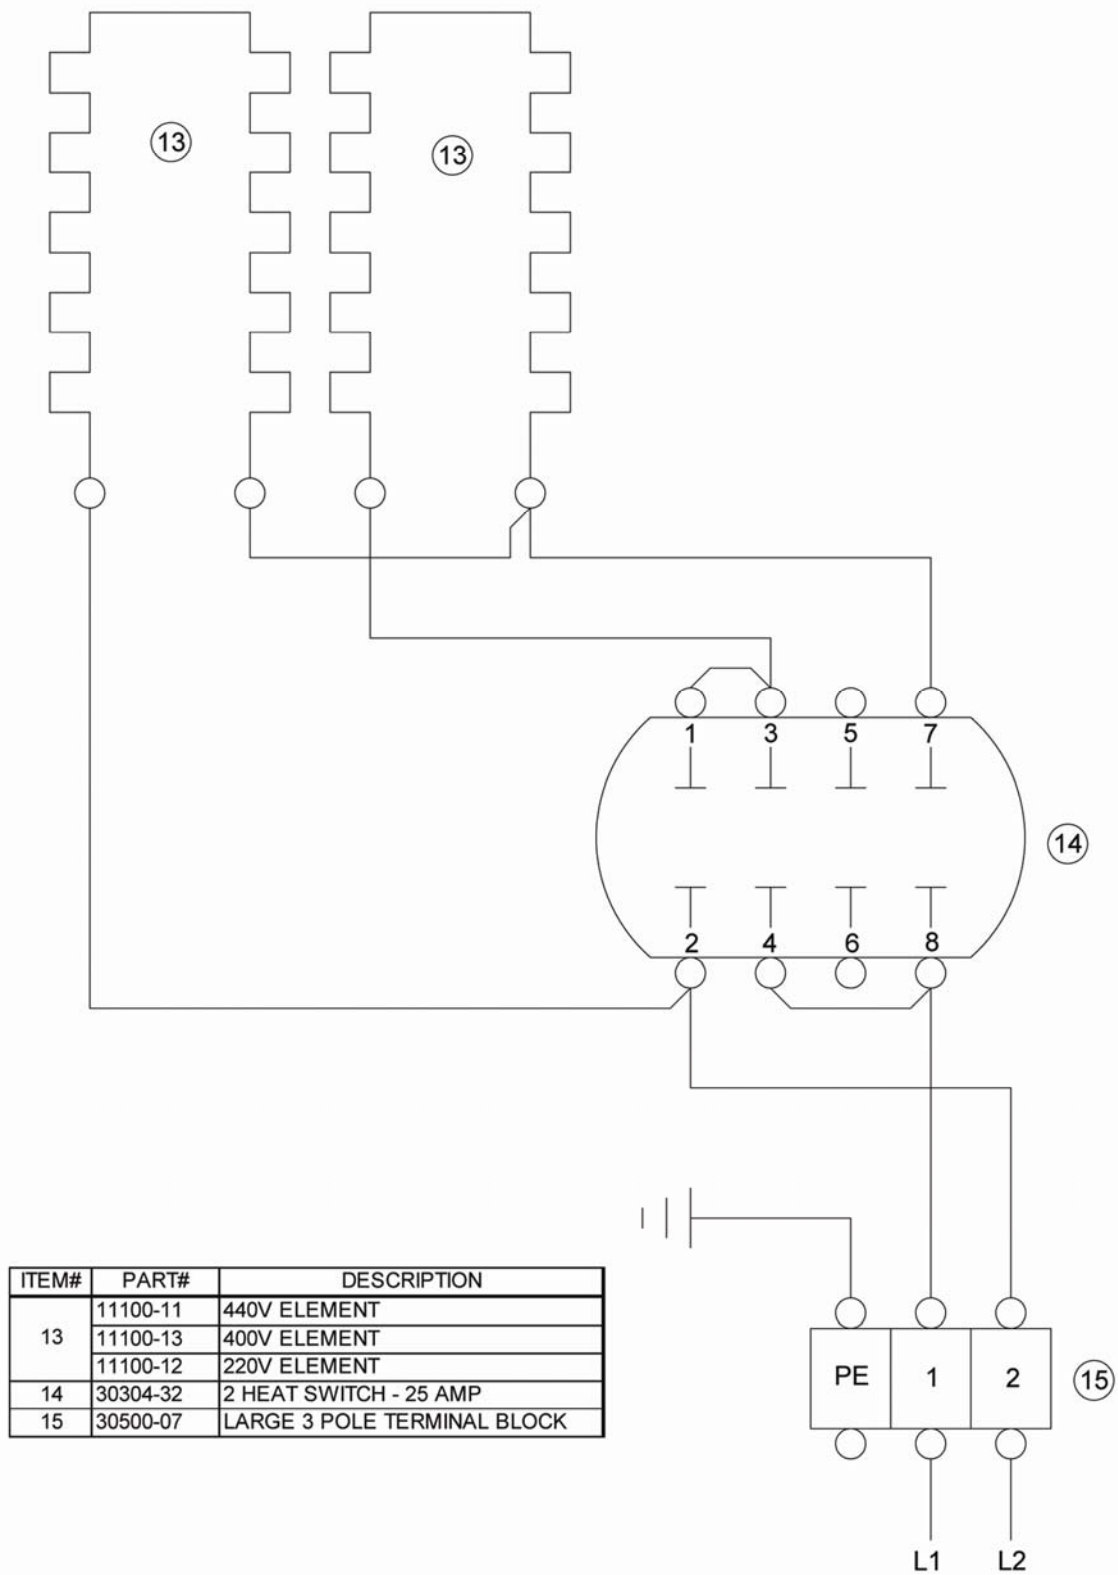 13
13
1 3 5 7
14
2 4 6 8
ITEM# PART# DESCRIPTION
13 11100-11 440V ELEMENT
11100-13 400V ELEMENT
11100-12 220V ELEMENT
14 30304-32 2 HEAT SWITCH - 25 AMP
15 30500-07 LARGE 3 POLE TERMINAL BLOCK
PE 1 2
15
L1 L2